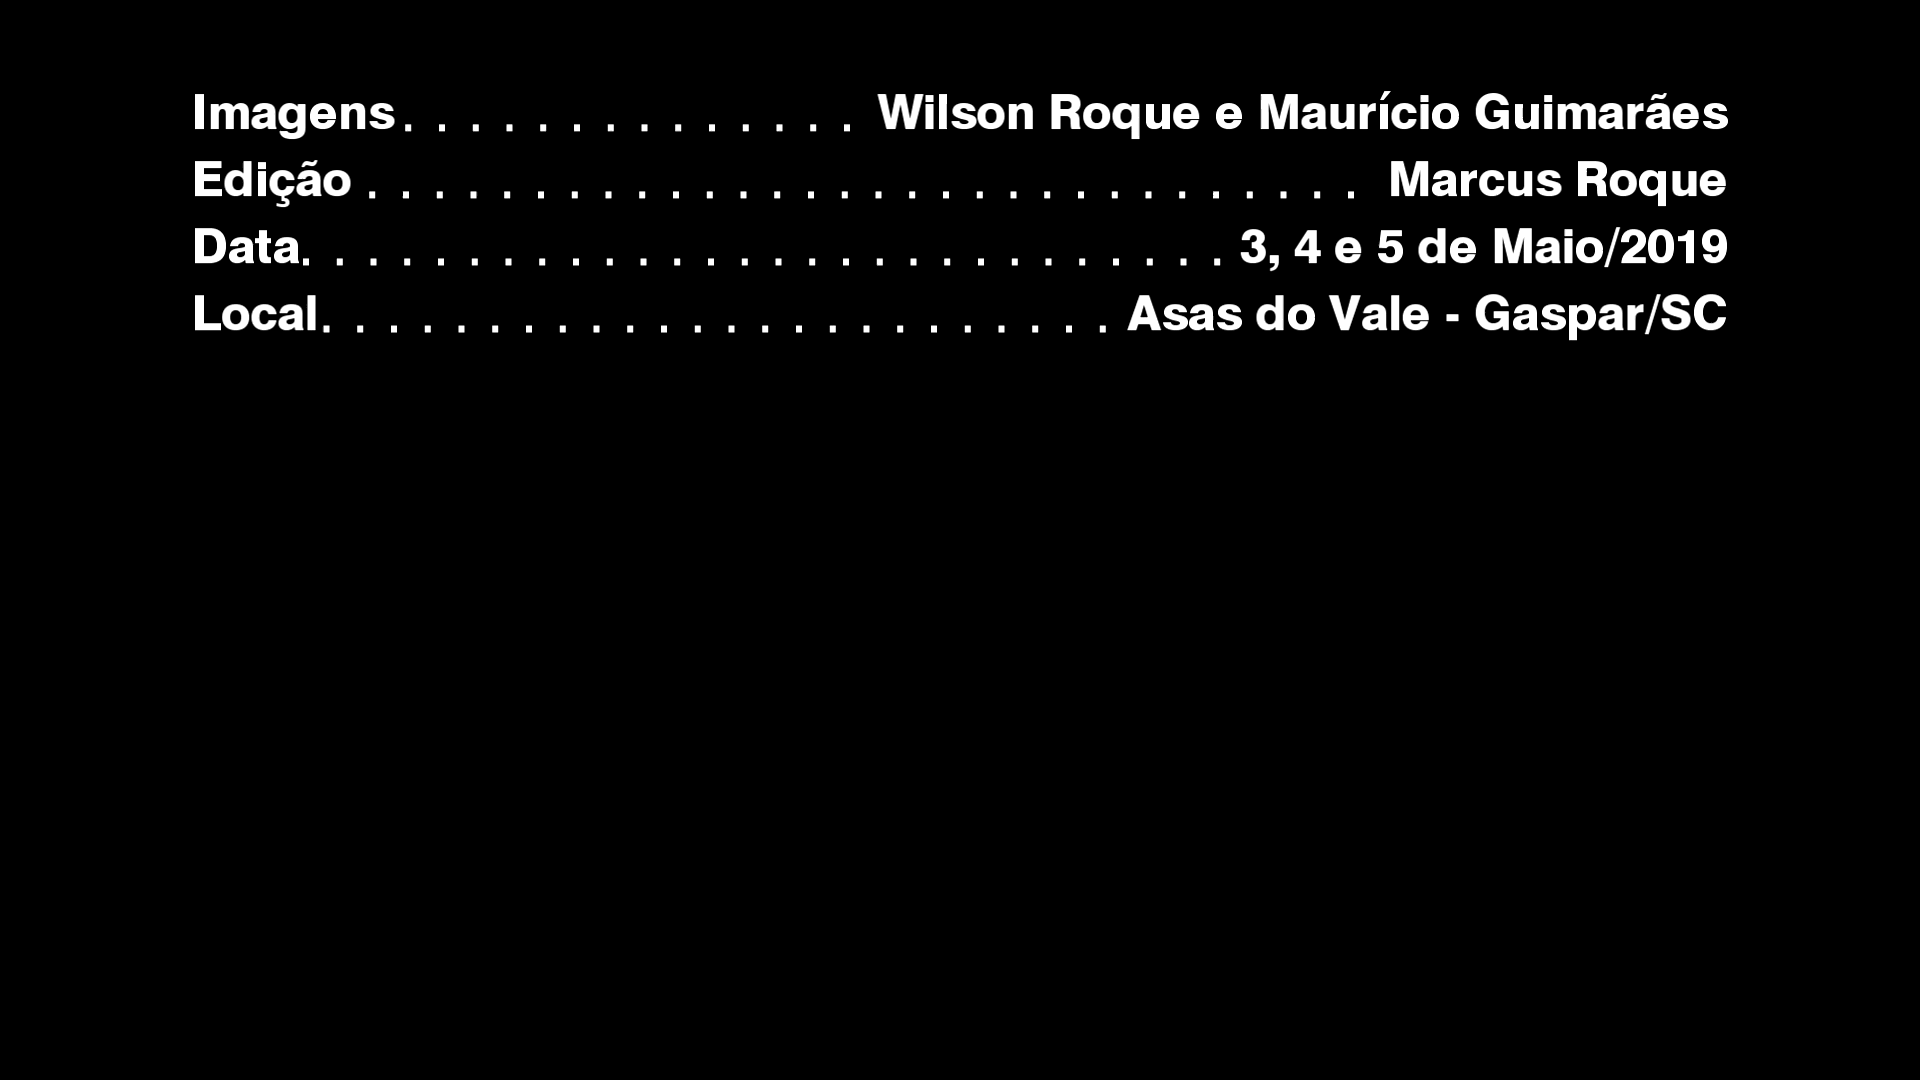 Imagens . . . . . . . . . . . . . . Wilson Roque e Maurício Guimarães
Edição . . . . . . . . . . . . . . . . . . . . . . . . . . . . . . Marcus Roque
Data. . . . . . . . . . . . . . . . . . . . . . . . . . . . 3, 4 e 5 de Maio/2019
Local. . . . . . . . . . . . . . . . . . . . . . . . Asas do Vale - Gaspar/SC